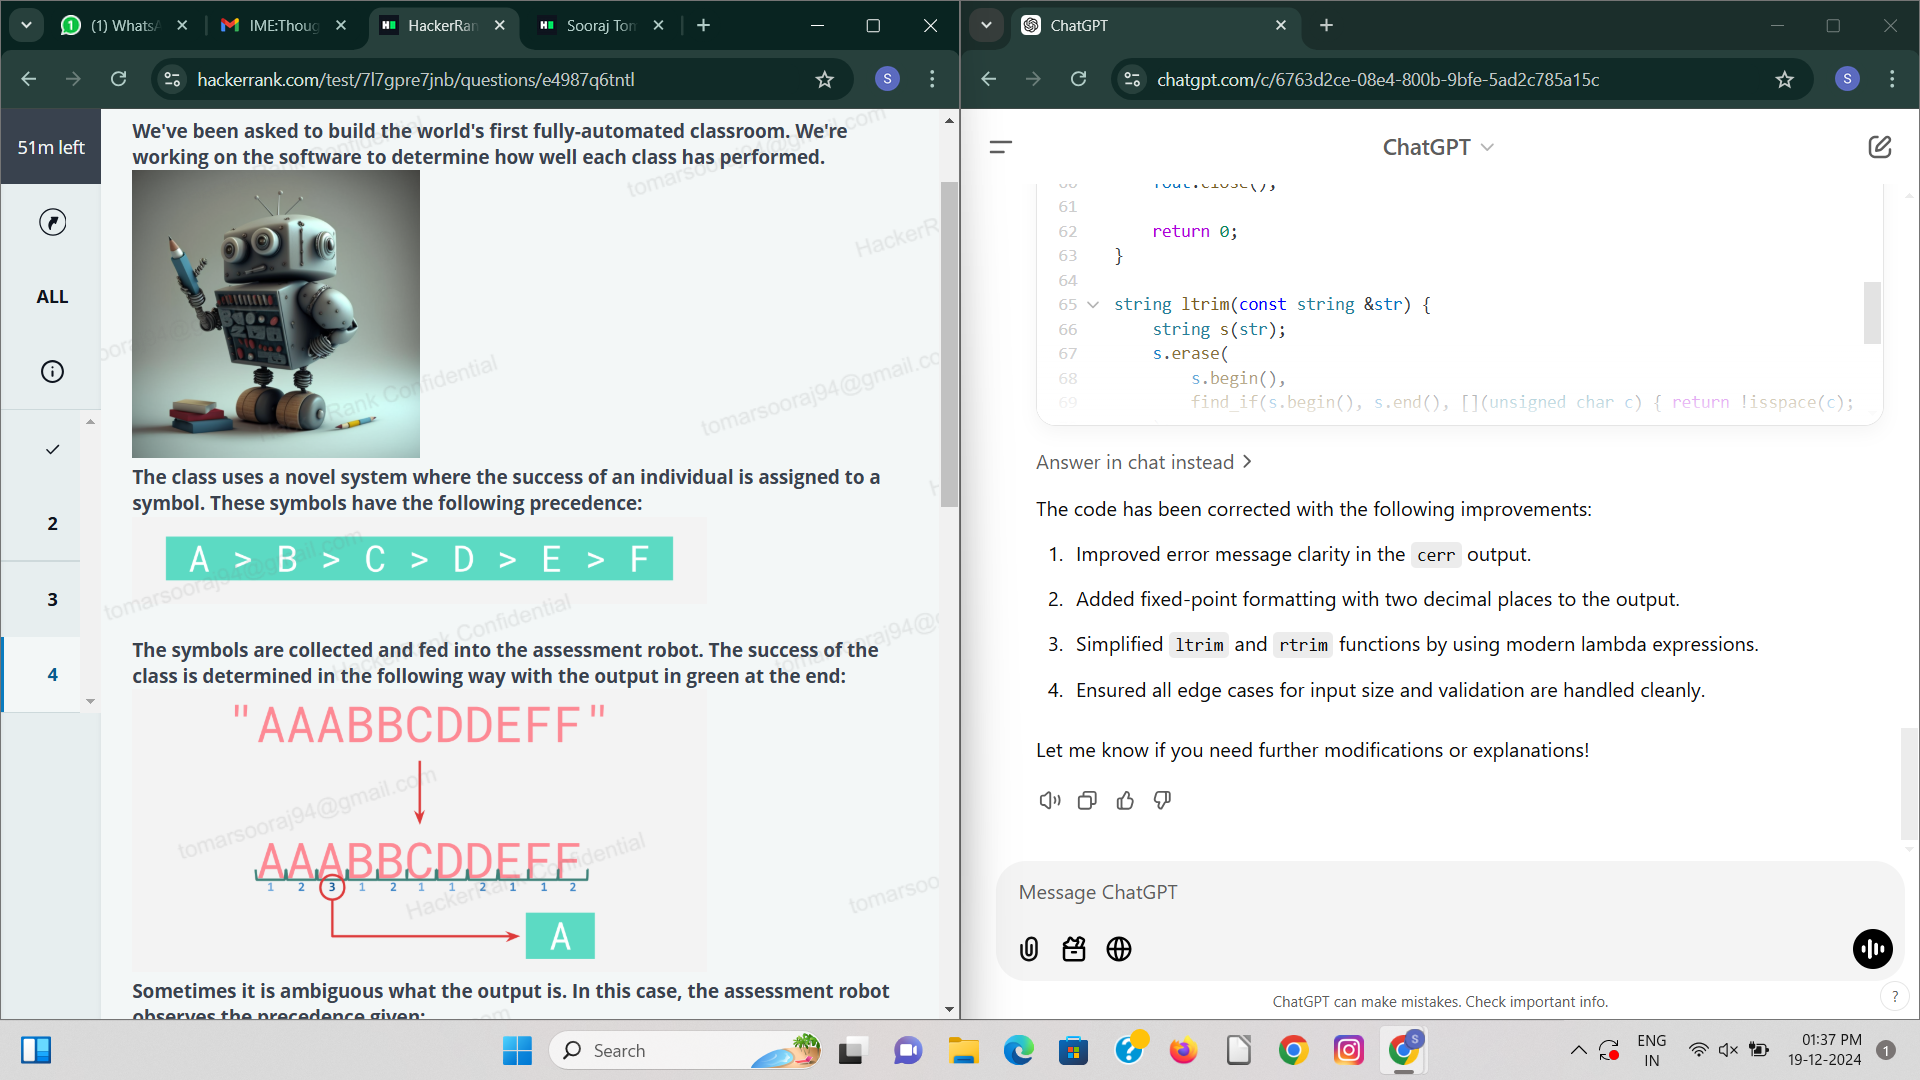 (1) WhatsA
IME:Thoug
HackerRan
Sooraj Tom
hackerrank.com/test/7l7gpre7jnb/questions/e4987q6tntl
S
51m left
ALL
2
3
4
We've been asked to build the world's first fully-automated classroom. We're
working on the software to determine how well each class has performed.
The class uses a novel system where the success of an individual is assigned to a
symbol. These symbols have the following precedence:
A > B > C > D > E > F
The symbols are collected and fed into the assessment robot. The success of the
class is determined in the following way with the output in green at the end:
"AAABBCDDEFF"
AAABBCDDEFF
1 2 3 1 2 1 1 2 1 1 2
A
Sometimes it is ambiguous what the output is. In this case, the assessment robot
observes the precedence given:
HackerRank Confidential
tomarsooraj94@gmail.com
ChatGPT
chatgpt.com/c/6763d2ce-08e4-800b-9bfe-5ad2c785a15c
S
ChatGPT
60 fout.close();
61
62 return 0;
63 }
64
65 string ltrim(const string &str) {
66 string s(str);
67 s.erase(
68 s.begin(),
69 find_if(s.begin(), s.end(), [](unsigned char c) { return !isspace(c);
Answer in chat instead >
The code has been corrected with the following improvements:
1. Improved error message clarity in the cerr output.
2. Added fixed-point formatting with two decimal places to the output.
3. Simplified ltrim and rtrim functions by using modern lambda expressions.
4. Ensured all edge cases for input size and validation are handled cleanly.
Let me know if you need further modifications or explanations!
Message ChatGPT
ChatGPT can make mistakes. Check important info.
?
Search
ENG
IN
01:37 PM
19-12-2024
1